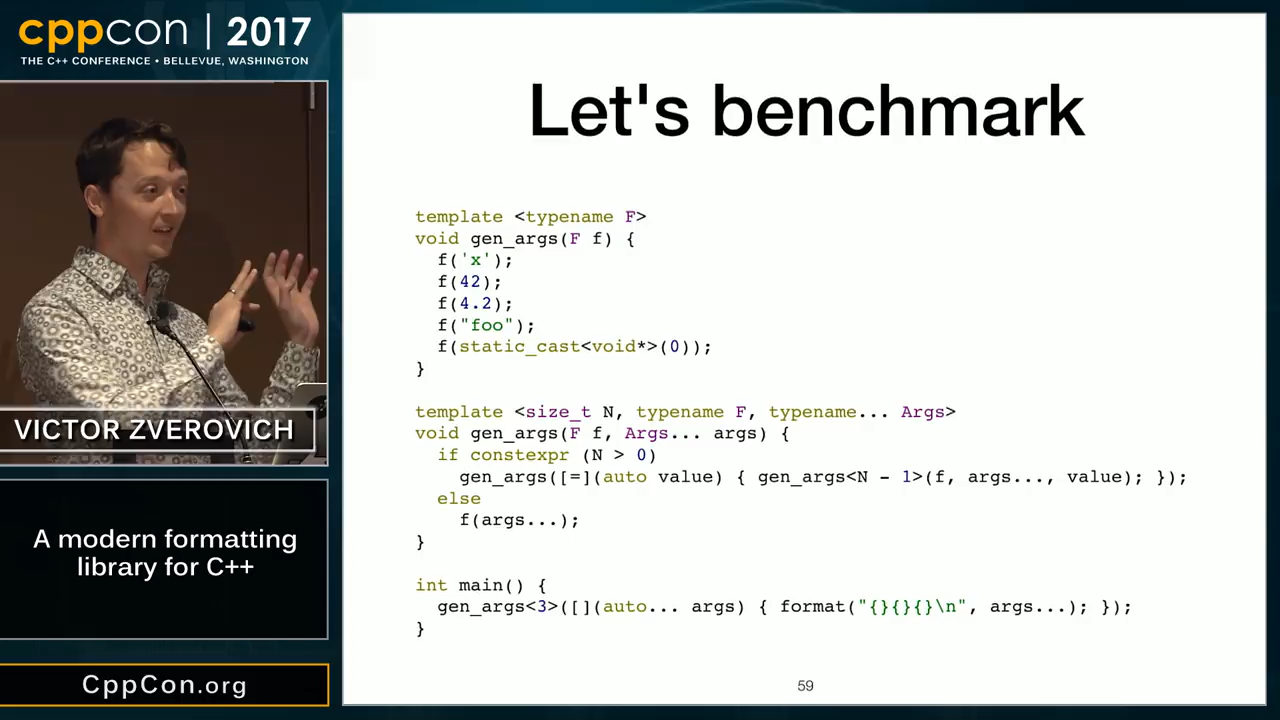 cppcon | 2017
THE C++ CONFERENCE • BELLEVUE, WASHINGTON
VICTOR ZVEROVICH
A modern formatting
library for C++
CppCon.org
Let's benchmark
template <typename F>
void gen_args(F f) {
  f('x');
  f(42);
  f(4.2);
  f("foo");
  f(static_cast<void*>(0));
}
template <size_t N, typename F, typename... Args>
void gen_args(F f, Args... args) {
  if constexpr (N > 0)
    gen_args([=](auto value) { gen_args<N - 1>(f, args..., value); });
  else
    f(args...);
}
int main() {
  gen_args<3>([](auto... args) { format("{}{}{}\n", args...); });
}
59